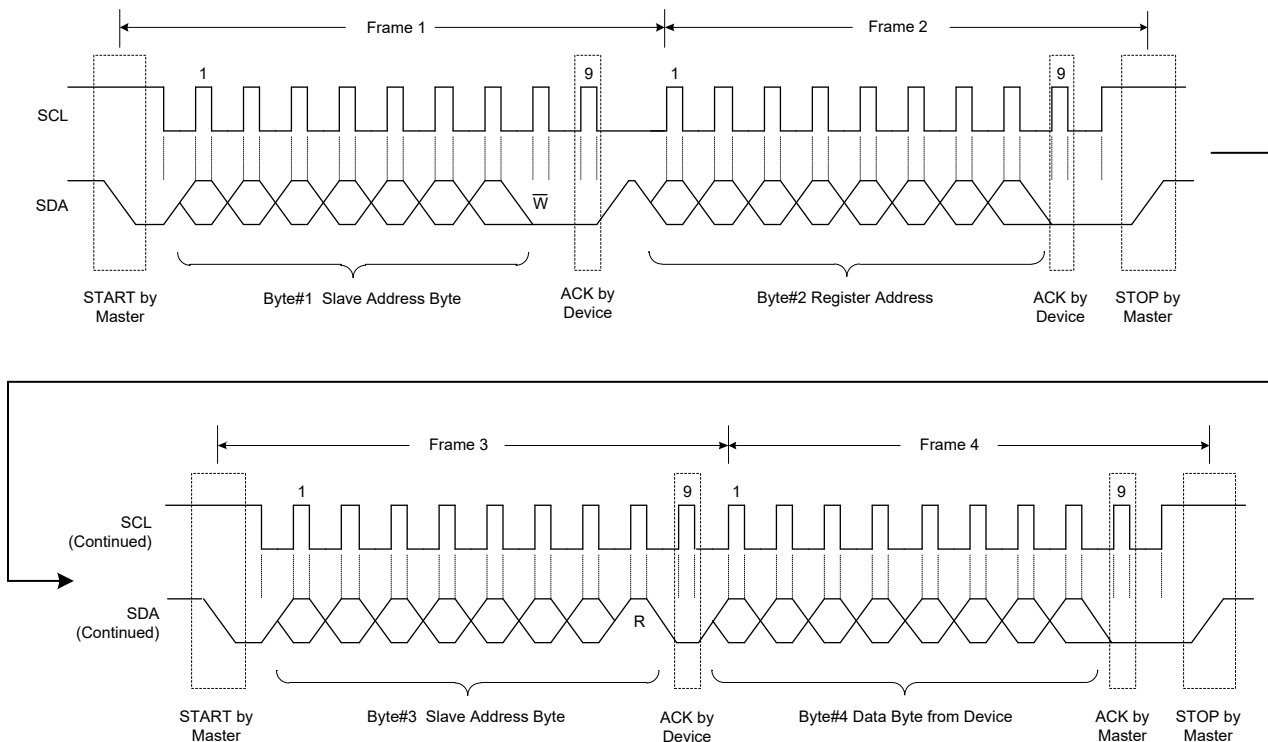 Frame 1
Frame 2
1
9
1
9
SCL
SDA
W
START by
Master
Byte#1 Slave Address Byte
ACK by
Device
Byte#2 Register Address
ACK by
Device
STOP by
Master
Frame 3
Frame 4
1
9
1
9
SCL
(Continued)
SDA
(Continued)
R
START by
Master
Byte#3 Slave Address Byte
ACK by
Device
Byte#4 Data Byte from Device
ACK by
Master
STOP by
Master